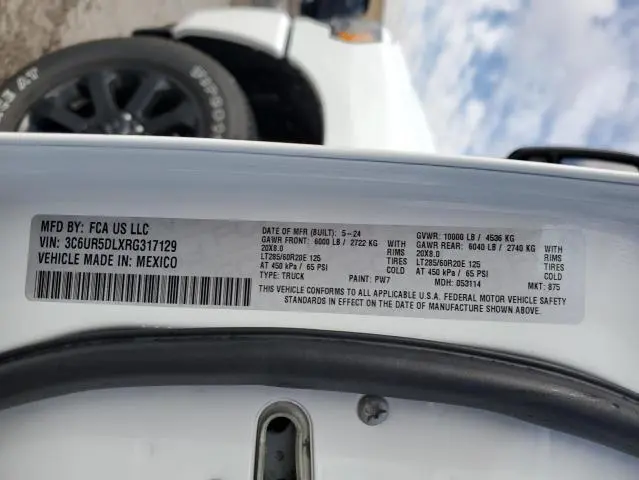 MFD BY: FCA US LLC
VIN: 3C6UR5DLXRG317129
VEHICLE MADE IN: MEXICO
DATE OF MFR (BUILT): 5-24
GAWR FRONT: 6000 LB / 2722 KG
20X8.0 WITH RIMS
LT285/60R20E 125 TIRES
AT 450 kPa / 65 PSI COLD
TYPE: TRUCK PAINT: PW7
GVWR: 10000 LB / 4536 KG
GAWR REAR: 6040 LB / 2740 KG
20X8.0 WITH RIMS
LT285/60R20E 125 TIRES
AT 450 kPa / 65 PSI COLD
MDH: 053114 MKT: 875
THIS VEHICLE CONFORMS TO ALL APPLICABLE U.S.A. FEDERAL MOTOR VEHICLE SAFETY
STANDARDS IN EFFECT ON THE DATE OF MANUFACTURE SHOWN ABOVE.